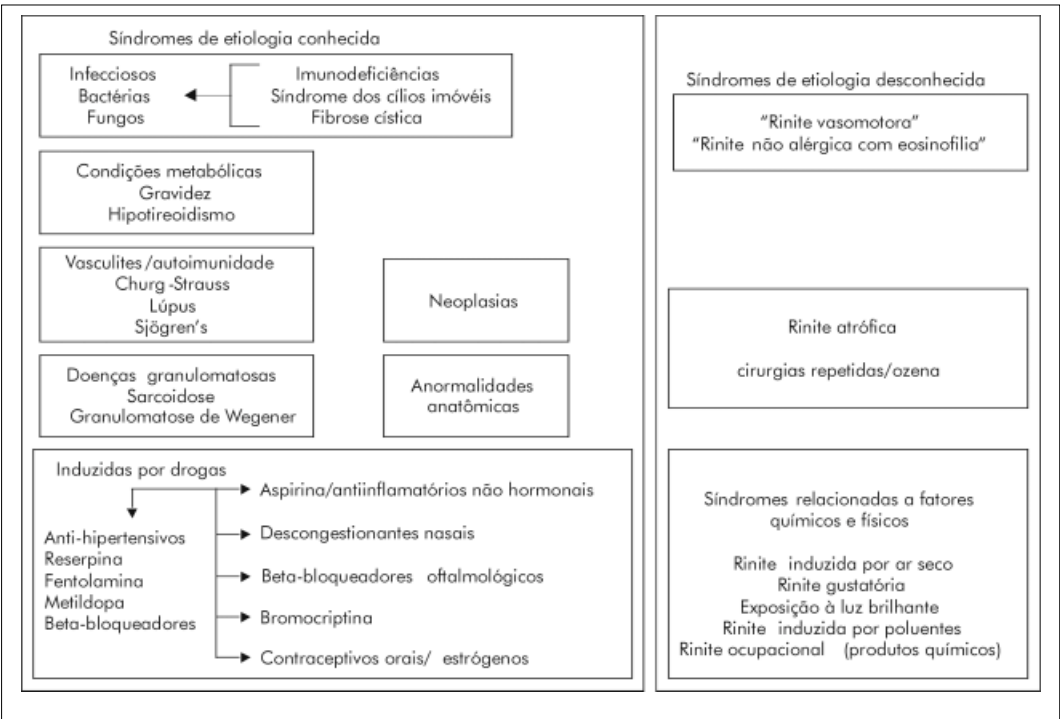 Síndromes de etiologia conhecida
Infecciosos
Bactérias
Fungos
Imunodeficiências
Síndrome dos cílios imóvéis
Fibrose cística
Condições metabólicas
Gravidez
Hipotireoidismo
Vasculites/autoimunidade
Churg-Strauss
Lúpus
Sjögren's
Neoplasias
Doenças granulomatosas
Sarcoidose
Granulomatose de Wegener
Anormalidades
anatômicas
Induzidas por drogas
Anti-hipertensivos
Reserpina
Fentolamina
Metildopa
Beta-bloqueadores
Aspirina/antiinflamatórios não hormonais
Descongestionantes nasais
Beta-bloqueadores oftalmológicos
Bromocriptina
Contraceptivos orais/ estrógenos
Síndromes de etiologia desconhecida
"Rinite vasomotora"
"Rinite não alérgica com eosinofilia"
Rinite atrófica
cirurgias repetidas/ozena
Síndromes relacionadas a fatores
químicos e físicos
Rinite induzida por ar seco
Rinite gustatória
Exposição à luz brilhante
Rinite induzida por poluentes
Rinite ocupacional (produtos químicos)